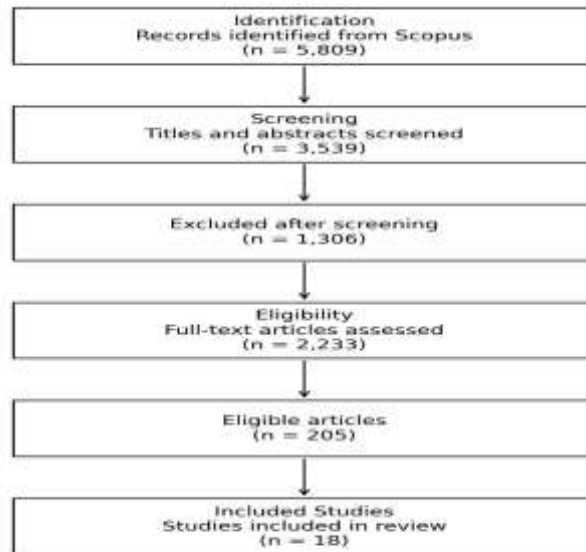 Identification
Records identified from Scopus
(n = 5,809)
Screening
Titles and abstracts screened
(n = 3,539)
Excluded after screening
(n = 1,306)
Eligibility
Full-text articles assessed
(n = 2,233)
Eligible articles
(n = 205)
Included Studies
Studies included in review
(n = 18)